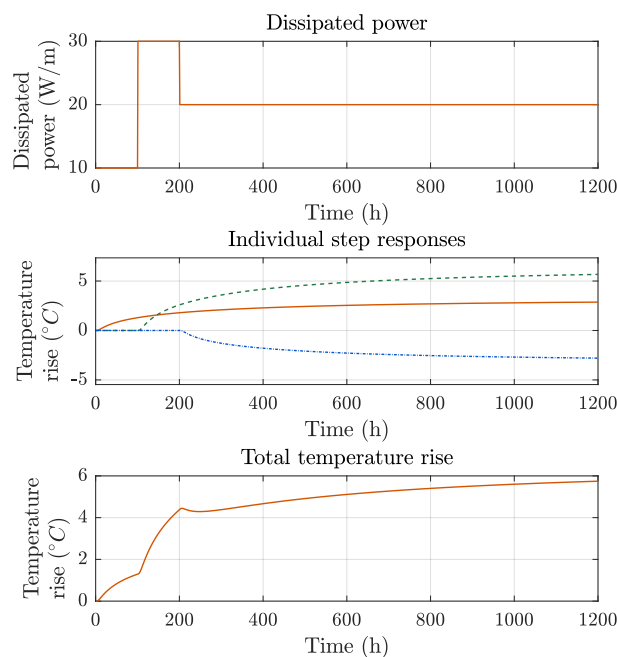 Dissipated power
Dissipated
power (W/m)
30
20
10
0 200 400 600 800 1000 1200
Time (h)
Individual step responses
Temperature
rise (°C)
5
0
-5
0 200 400 600 800 1000 1200
Time (h)
Total temperature rise
Temperature
rise (°C)
6
4
2
0
0 200 400 600 800 1000 1200
Time (h)